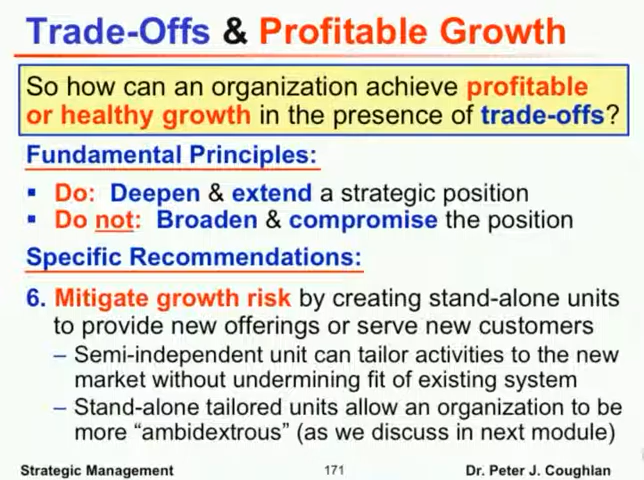 Trade-Offs & Profitable Growth
So how can an organization achieve profitable
or healthy growth in the presence of trade-offs?
Fundamental Principles:
▪ Do: Deepen & extend a strategic position
▪ Do not: Broaden & compromise the position
Specific Recommendations:
6. Mitigate growth risk by creating stand-alone units
to provide new offerings or serve new customers
– Semi-independent unit can tailor activities to the new
market without undermining fit of existing system
– Stand-alone tailored units allow an organization to be
more “ambidextrous” (as we discuss in next module)
Strategic Management 171 Dr. Peter J. Coughlan